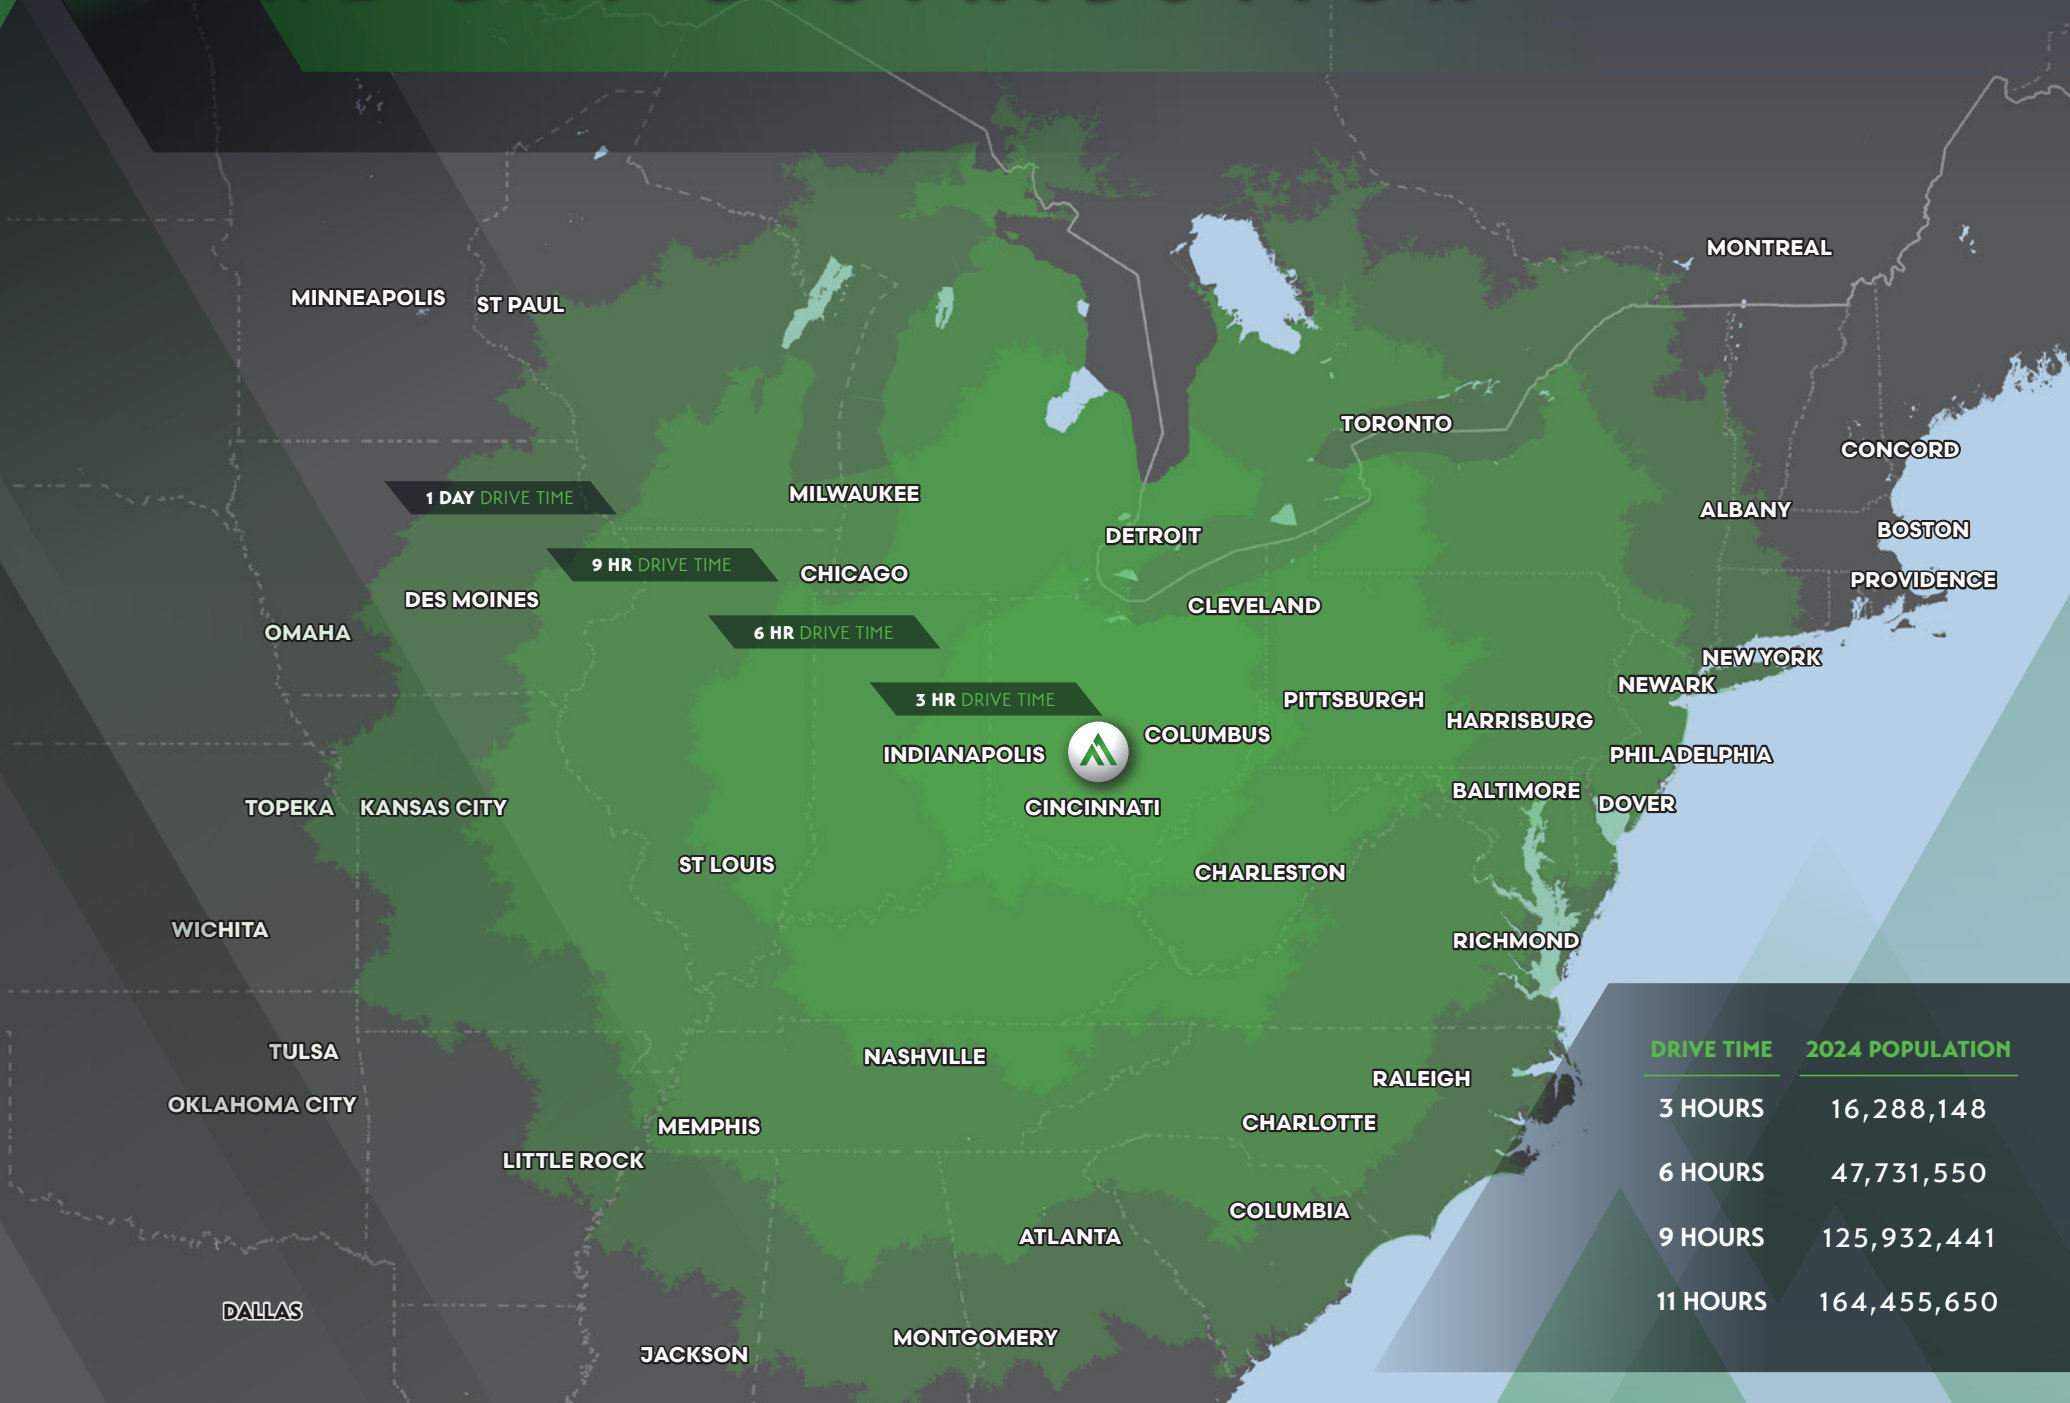 MONTREAL
MINNEAPOLIS
ST PAUL
TORONTO
CONCORD
MILWAUKEE
1 DAY DRIVE TIME
ALBANY
BOSTON
DETROIT
9 HR DRIVE TIME
CHICAGO
PROVIDENCE
DES MOINES
CLEVELAND
OMAHA
6 HR DRIVE TIME
NEW YORK
NEWARK
3 HR DRIVE TIME
PITTSBURGH
HARRISBURG
COLUMBUS
INDIANAPOLIS
PHILADELPHIA
BALTIMORE
DOVER
TOPEKA
KANSAS CITY
CINCINNATI
ST LOUIS
CHARLESTON
WICHITA
RICHMOND
TULSA
NASHVILLE
RALEIGH
OKLAHOMA CITY
MEMPHIS
CHARLOTTE
LITTLE ROCK
COLUMBIA
ATLANTA
DALLAS
MONTGOMERY
JACKSON
DRIVE TIME 2024 POPULATION
3 HOURS 16,288,148
6 HOURS 47,731,550
9 HOURS 125,932,441
11 HOURS 164,455,650